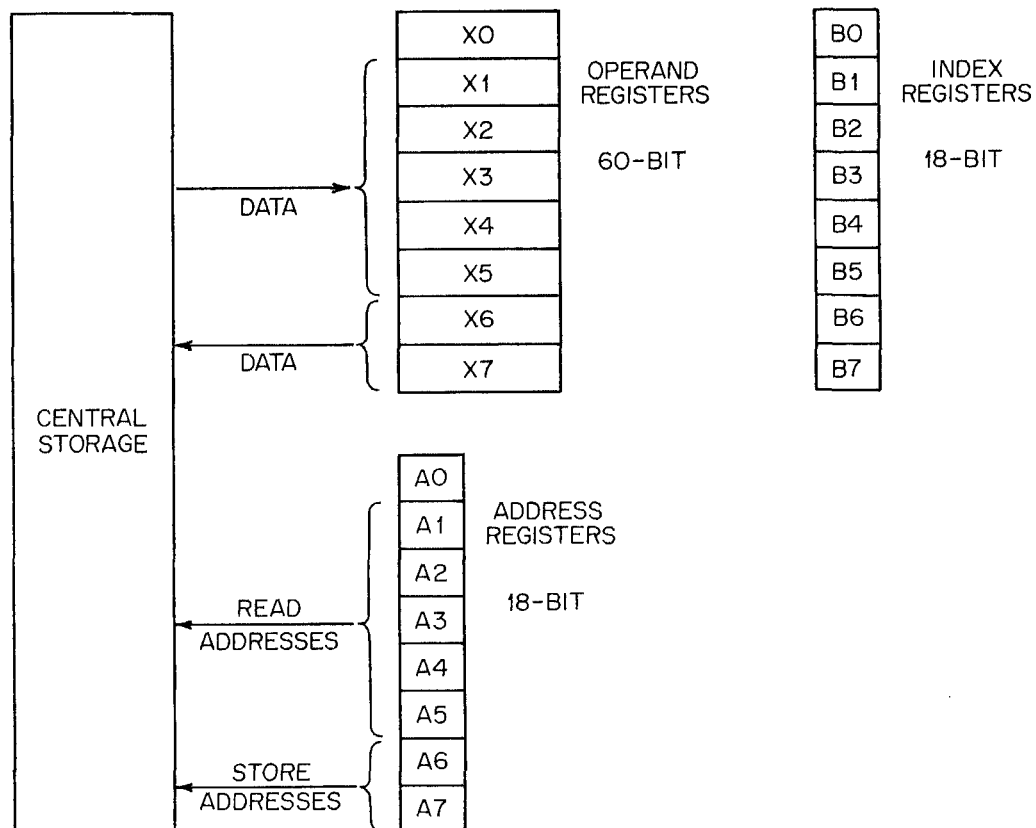 X0
X1
X2
X3
X4
X5
X6
X7
OPERAND
REGISTERS
60-BIT
B0
B1
B2
B3
B4
B5
B6
B7
INDEX
REGISTERS
18-BIT
DATA
DATA
CENTRAL
STORAGE
A0
A1
A2
A3
A4
A5
A6
A7
ADDRESS
REGISTERS
18-BIT
READ
ADDRESSES
STORE
ADDRESSES